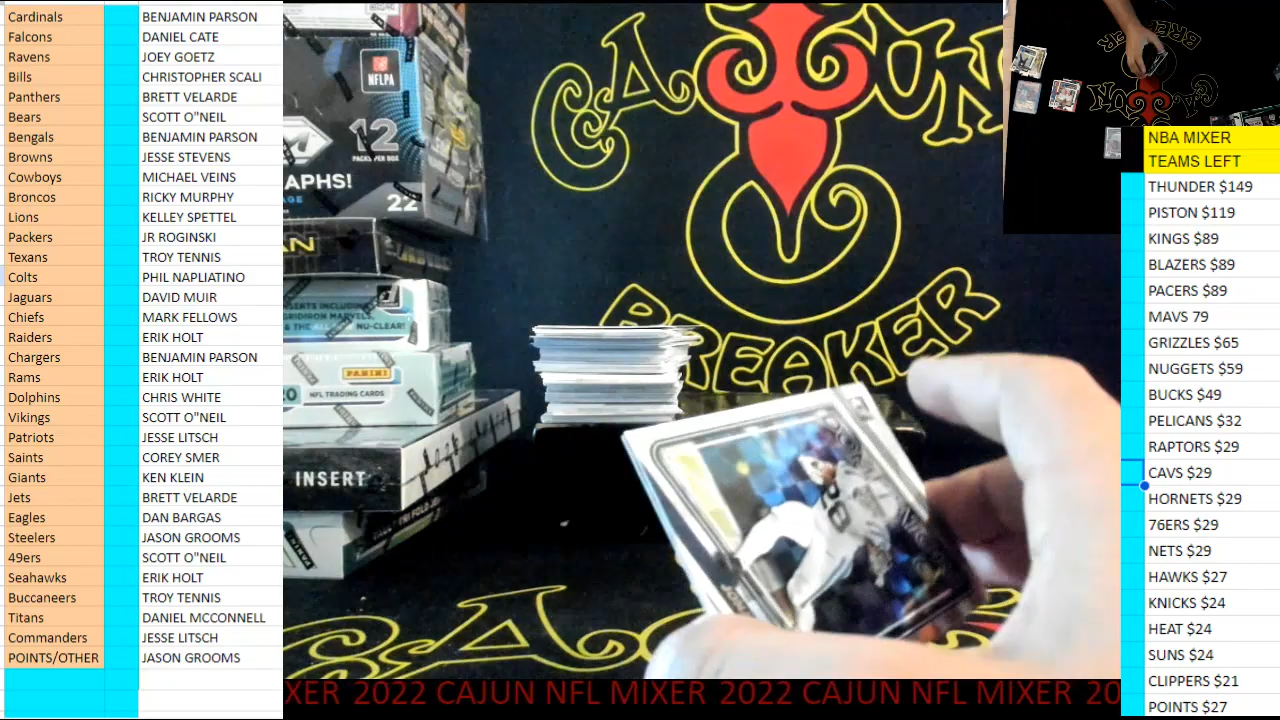 Cardinals BENJAMIN PARSON
Falcons DANIEL CATE
Ravens JOEY GOETZ
Bills CHRISTOPHER SCALI
Panthers BRETT VELARDE
Bears SCOTT O"NEIL
Bengals BENJAMIN PARSON
Browns JESSE STEVENS
Cowboys MICHAEL VEINS
Broncos RICKY MURPHY
Lions KELLEY SPETTEL
Packers JR ROGINSKI
Texans TROY TENNIS
Colts PHIL NAPLIATINO
Jaguars DAVID MUIR
Chiefs MARK FELLOWS
Raiders ERIK HOLT
Chargers BENJAMIN PARSON
Rams ERIK HOLT
Dolphins CHRIS WHITE
Vikings SCOTT O"NEIL
Patriots JESSE LITSCH
Saints COREY SMER
Giants KEN KLEIN
Jets BRETT VELARDE
Eagles DAN BARGAS
Steelers JASON GROOMS
49ers SCOTT O"NEIL
Seahawks ERIK HOLT
Buccaneers TROY TENNIS
Titans DANIEL MCCONNELL
Commanders JESSE LITSCH
POINTS/OTHER JASON GROOMS
NFLPA
12
PACKS PER BOX
APHS!
22
GRIDIRON MARVELS,
& THE NU-CLEAR!
PANINI
NFL TRADING CARDS
INSERT
CAJUN
BREAKER
XER 2022 CAJUN NFL MIXER 2022 CAJUN NFL MIXER 20
NBA MIXER
TEAMS LEFT
THUNDER $149
PISTON $119
KINGS $89
BLAZERS $89
PACERS $89
MAVS 79
GRIZZLES $65
NUGGETS $59
BUCKS $49
PELICANS $32
RAPTORS $29
CAVS $29
HORNETS $29
76ERS $29
NETS $29
HAWKS $27
KNICKS $24
HEAT $24
SUNS $24
CLIPPERS $21
POINTS $27